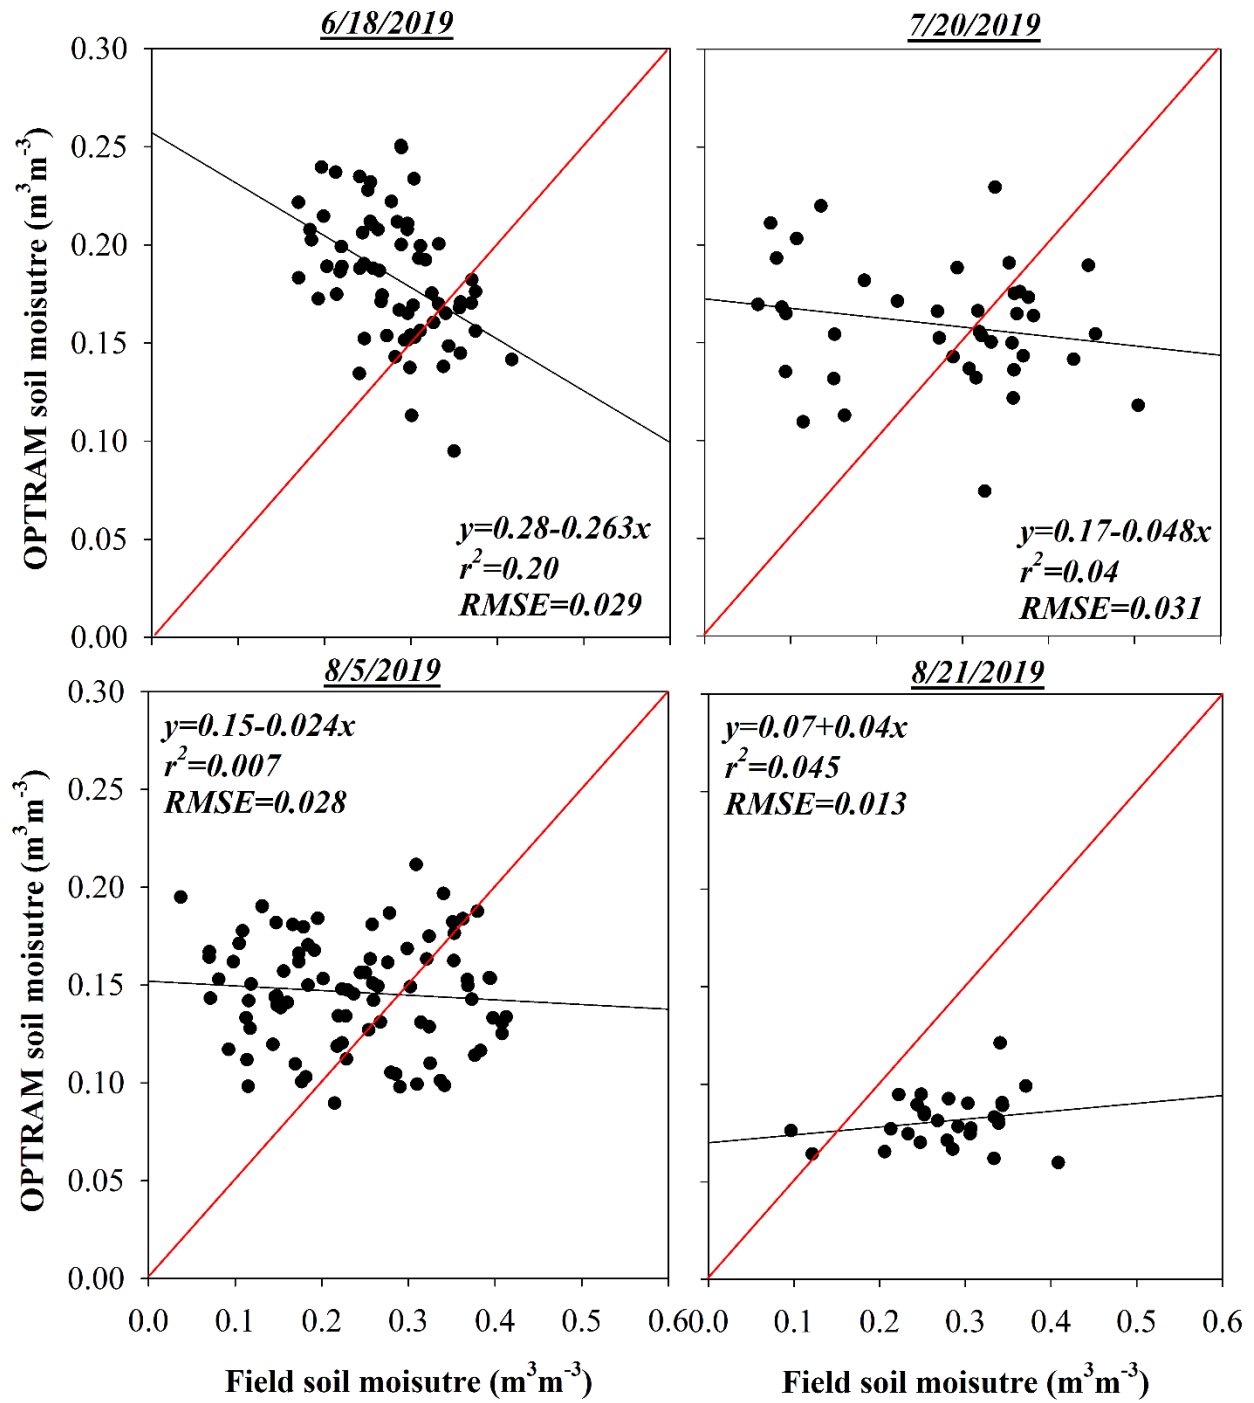 6/18/2019
7/20/2019
0.30
0.25
0.20
0.15
0.10
0.05
0.00
OPTRAM soil moisutre (m³m⁻³)
y=0.28-0.263x
r²=0.20
RMSE=0.029
y=0.17-0.048x
r²=0.04
RMSE=0.031
8/5/2019
8/21/2019
0.30
0.25
0.20
0.15
0.10
0.05
0.00
OPTRAM soil moisutre (m³m⁻³)
y=0.15-0.024x
r²=0.007
RMSE=0.028
y=0.07+0.04x
r²=0.045
RMSE=0.013
0.0 0.1 0.2 0.3 0.4 0.5 0.6
0.0 0.1 0.2 0.3 0.4 0.5 0.6
Field soil moisutre (m³m⁻³)
Field soil moisutre (m³m⁻³)